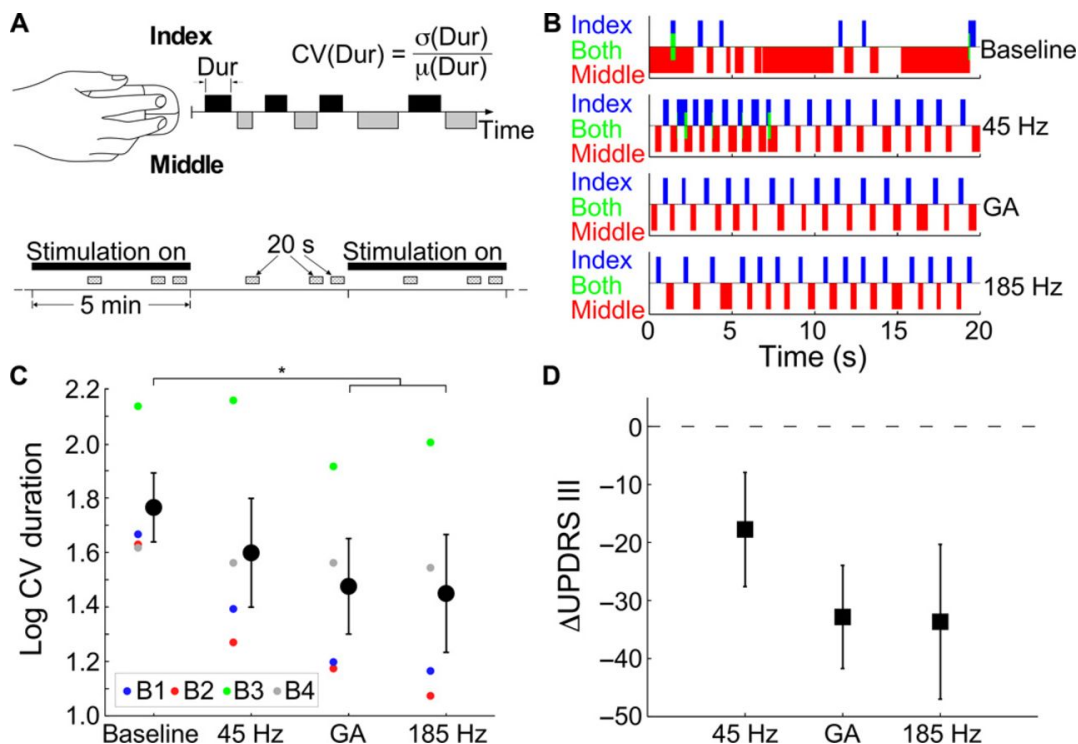 A
Index
Dur
CV(Dur) = σ(Dur) / μ(Dur)
Time
Middle
Stimulation on
20 s
Stimulation on
5 min
B
Index
Both
Middle
Baseline
Index
Both
Middle
45 Hz
Index
Both
Middle
GA
Index
Both
Middle
185 Hz
0 5 10 15 20
Time (s)
C
*
Log CV duration
2.2
2.0
1.8
1.6
1.4
1.2
1.0
B1 B2 B3 B4
Baseline 45 Hz GA 185 Hz
D
ΔUPDRS III
0
−10
−20
−30
−40
−50
45 Hz GA 185 Hz